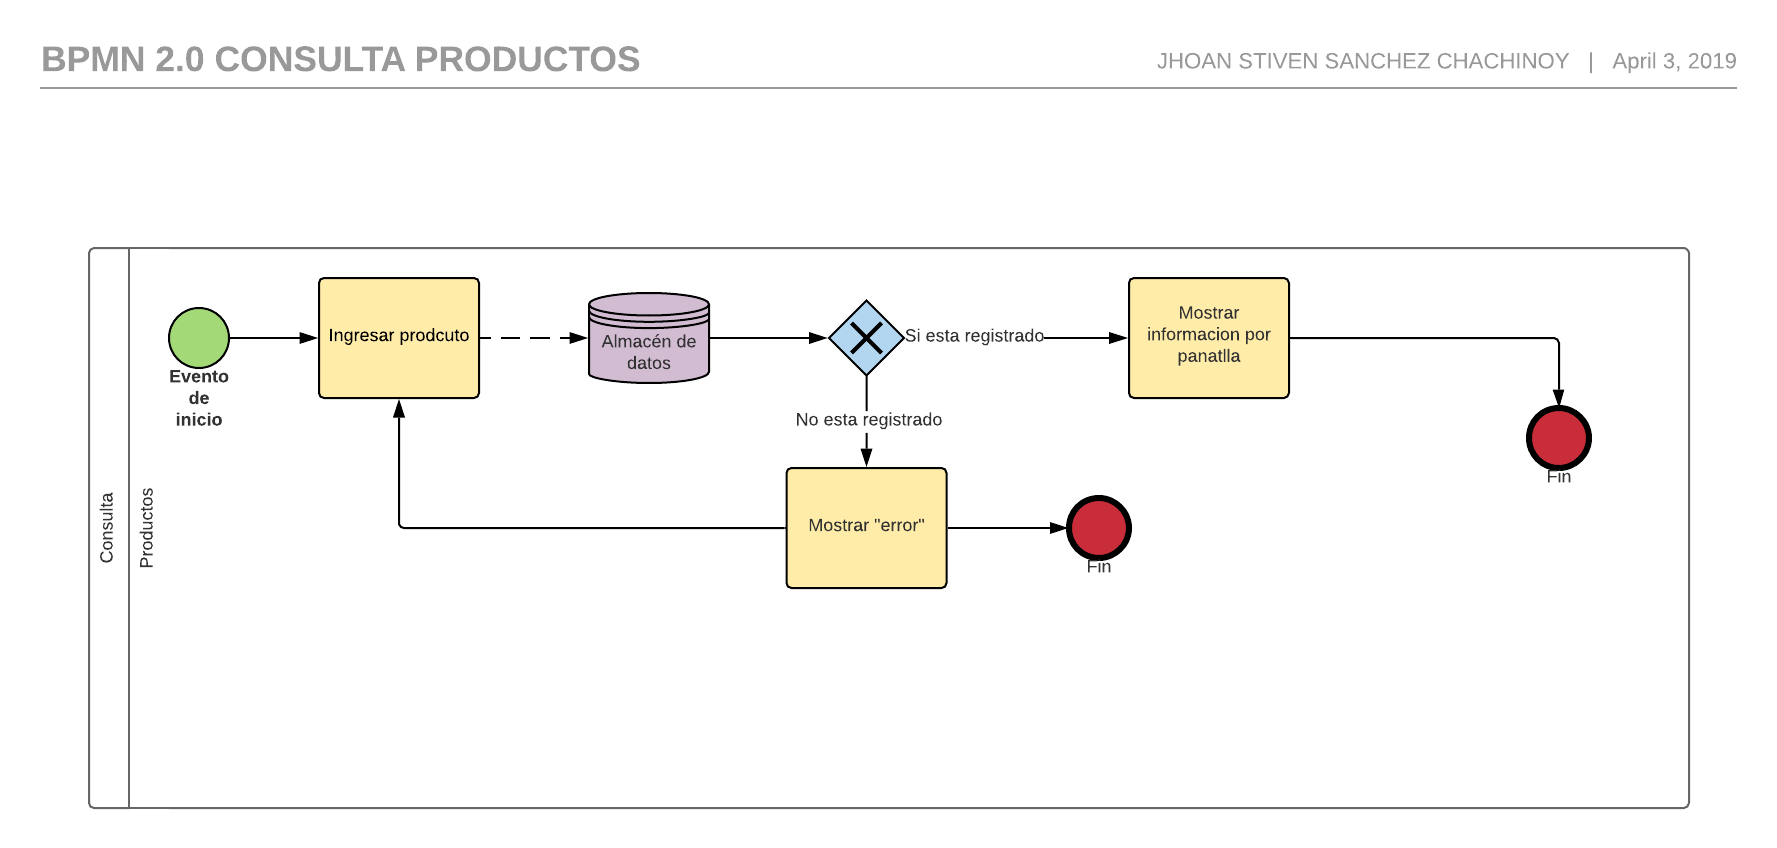 BPMN 2.0 CONSULTA PRODUCTOS
JHOAN STIVEN SANCHEZ CHACHINOY | April 3, 2019
Consulta
Productos
Evento
de
inicio
Ingresar prodcuto
Almacén de
datos
Si esta registrado
No esta registrado
Mostrar
informacion por
panatlla
Mostrar "error"
Fin
Fin